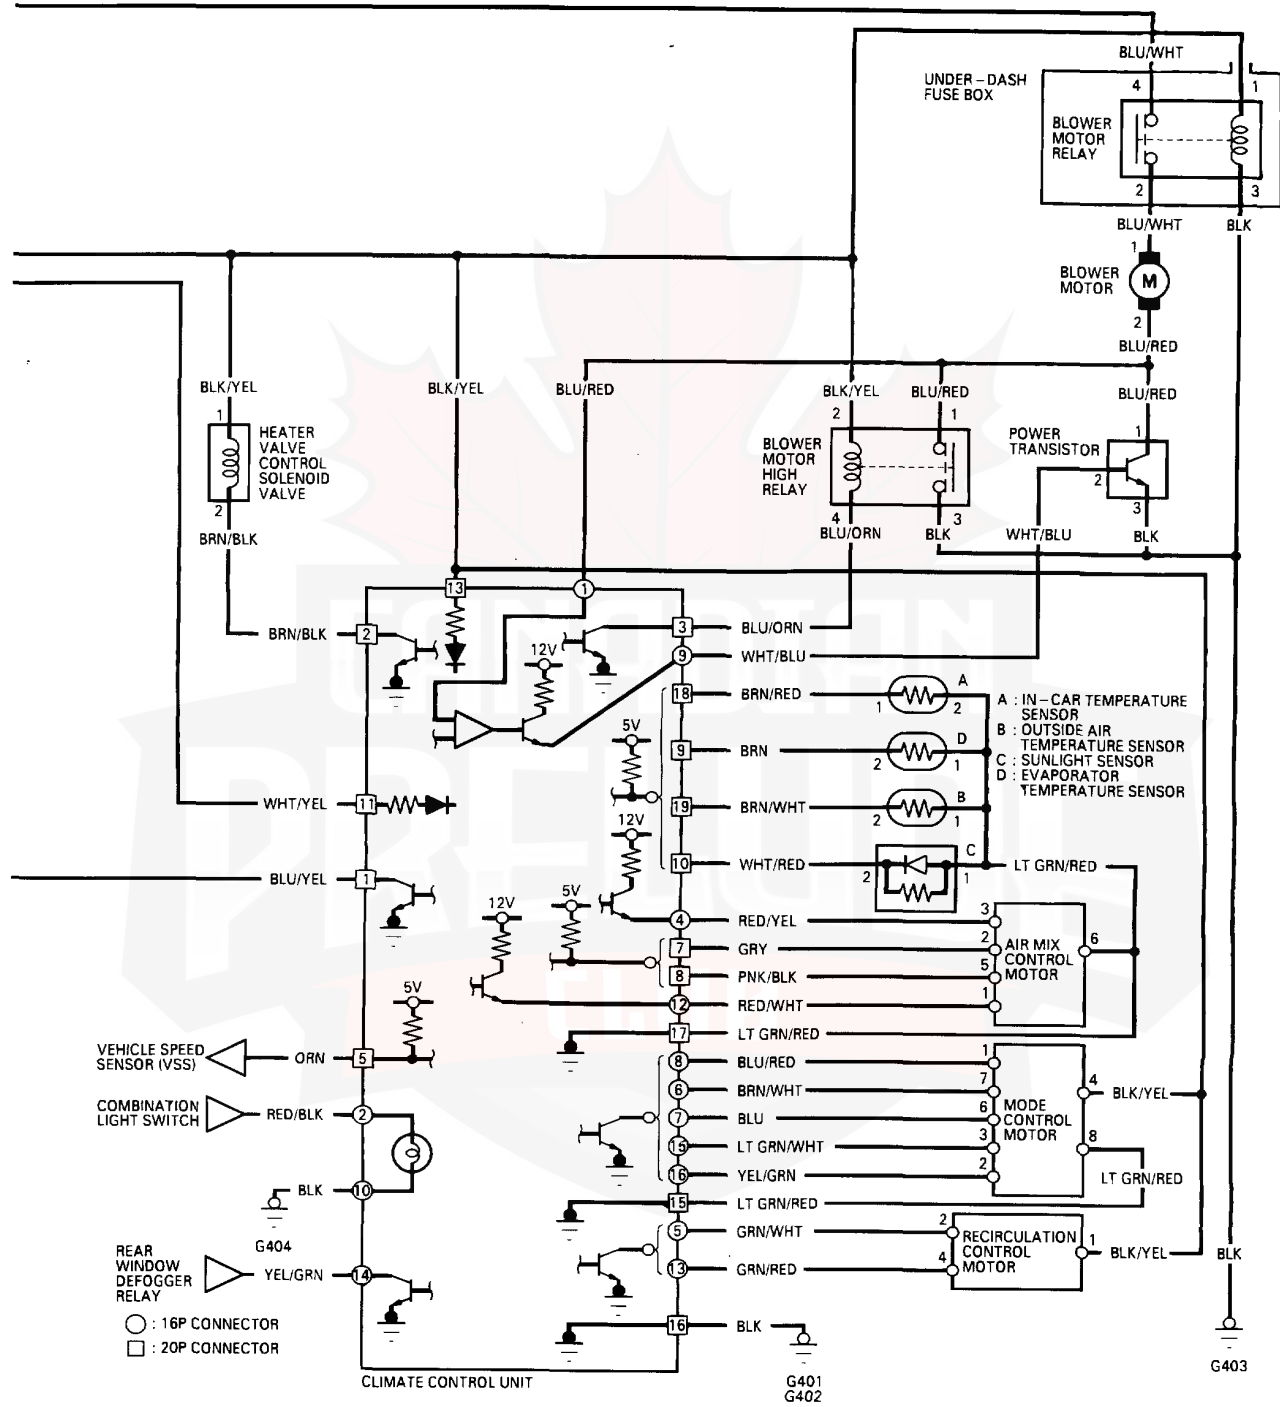 BLU/WHT
UNDER-DASH
FUSE BOX
4
1
BLOWER
MOTOR
RELAY
2
3
BLU/WHT
BLK
1
BLOWER
MOTOR
M
2
BLU/RED
BLK/YEL
BLK/YEL
BLU/RED
BLK/YEL
BLU/RED
BLU/RED
1
2
1
1
HEATER
VALVE
CONTROL
SOLENOID
VALVE
BLOWER
MOTOR
HIGH
RELAY
POWER
TRANSISTOR
2
2
4
3
3
BRN/BLK
BLU/ORN
BLK
WHT/BLU
BLK
13
1
BRN/BLK
2
3
BLU/ORN
12V
9
WHT/BLU
18
BRN/RED
1
2
A
A : IN-CAR TEMPERATURE
SENSOR
B : OUTSIDE AIR
TEMPERATURE SENSOR
C : SUNLIGHT SENSOR
D : EVAPORATOR
TEMPERATURE SENSOR
5V
9
BRN
2
1
D
WHT/YEL
11
19
BRN/WHT
2
1
B
12V
10
WHT/RED
2
1
C
LT GRN/RED
BLU/YEL
1
5V
12V
4
RED/YEL
3
7
GRY
2
AIR MIX
CONTROL
MOTOR
6
8
PNK/BLK
5
12
RED/WHT
1
5V
17
LT GRN/RED
VEHICLE SPEED
SENSOR (VSS)
ORN
5
8
BLU/RED
1
6
BRN/WHT
7
4
BLK/YEL
COMBINATION
LIGHT SWITCH
RED/BLK
2
7
BLU
6
MODE
CONTROL
MOTOR
15
LT GRN/WHT
3
8
16
YEL/GRN
2
LT GRN/RED
BLK
10
G404
15
LT GRN/RED
5
GRN/WHT
2
RECIRCULATION
CONTROL
MOTOR
1
BLK/YEL
BLK
REAR
WINDOW
DEFOGGER
RELAY
YEL/GRN
14
13
GRN/RED
4
: 16P CONNECTOR
: 20P CONNECTOR
16
BLK
G401
G402
G403
CLIMATE CONTROL UNIT
CANADIAN
PRELUDE
CLUB